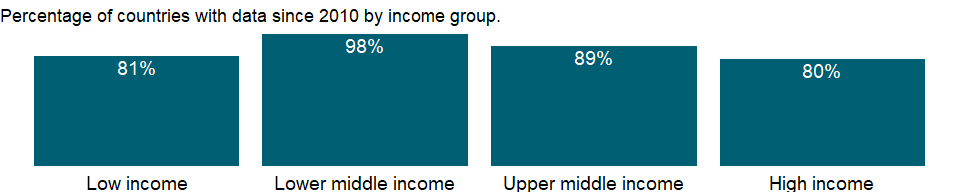 Percentage of countries with data since 2010 by income group.
81%
98%
89%
80%
Low income
Lower middle income
Upper middle income
High income